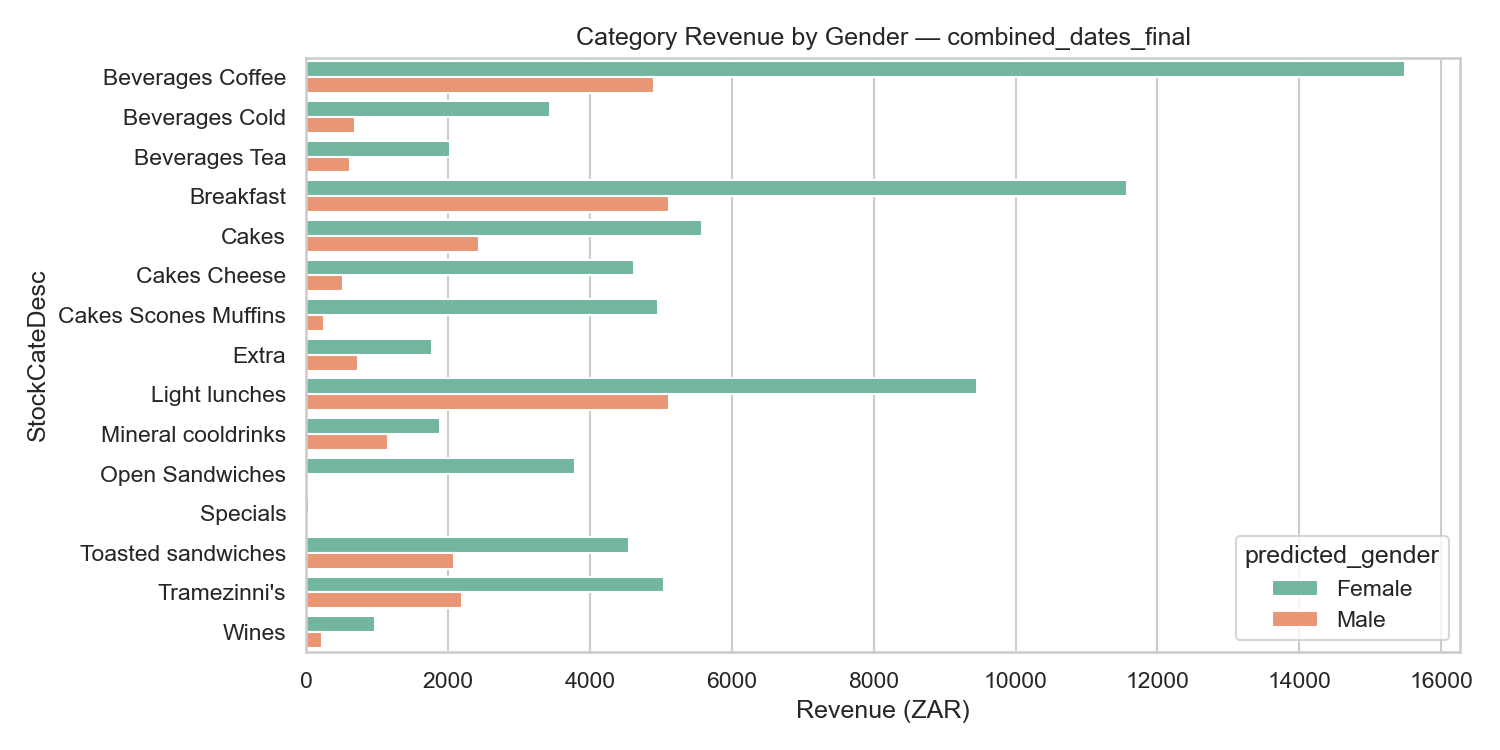 Category Revenue by Gender — combined_dates_final
StockCateDesc
Beverages Coffee
Beverages Cold
Beverages Tea
Breakfast
Cakes
Cakes Cheese
Cakes Scones Muffins
Extra
Light lunches
Mineral cooldrinks
Open Sandwiches
Specials
Toasted sandwiches
Tramezinni's
Wines
predicted_gender
Female
Male
0 2000 4000 6000 8000 10000 12000 14000 16000
Revenue (ZAR)